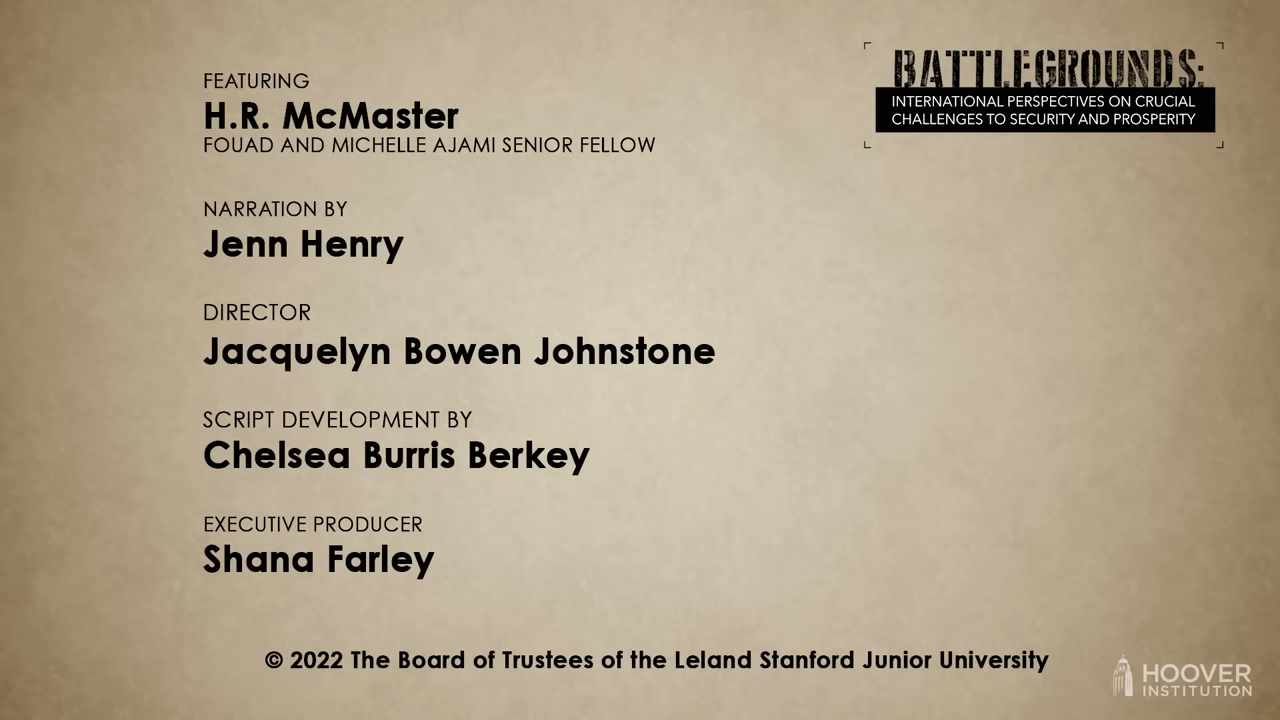 FEATURING
H.R. McMaster
FOUAD AND MICHELLE AJAMI SENIOR FELLOW
NARRATION BY
Jenn Henry
DIRECTOR
Jacquelyn Bowen Johnstone
SCRIPT DEVELOPMENT BY
Chelsea Burris Berkey
EXECUTIVE PRODUCER
Shana Farley
BATTLEGROUNDS:
INTERNATIONAL PERSPECTIVES ON CRUCIAL
CHALLENGES TO SECURITY AND PROSPERITY
© 2022 The Board of Trustees of the Leland Stanford Junior University
HOOVER
INSTITUTION